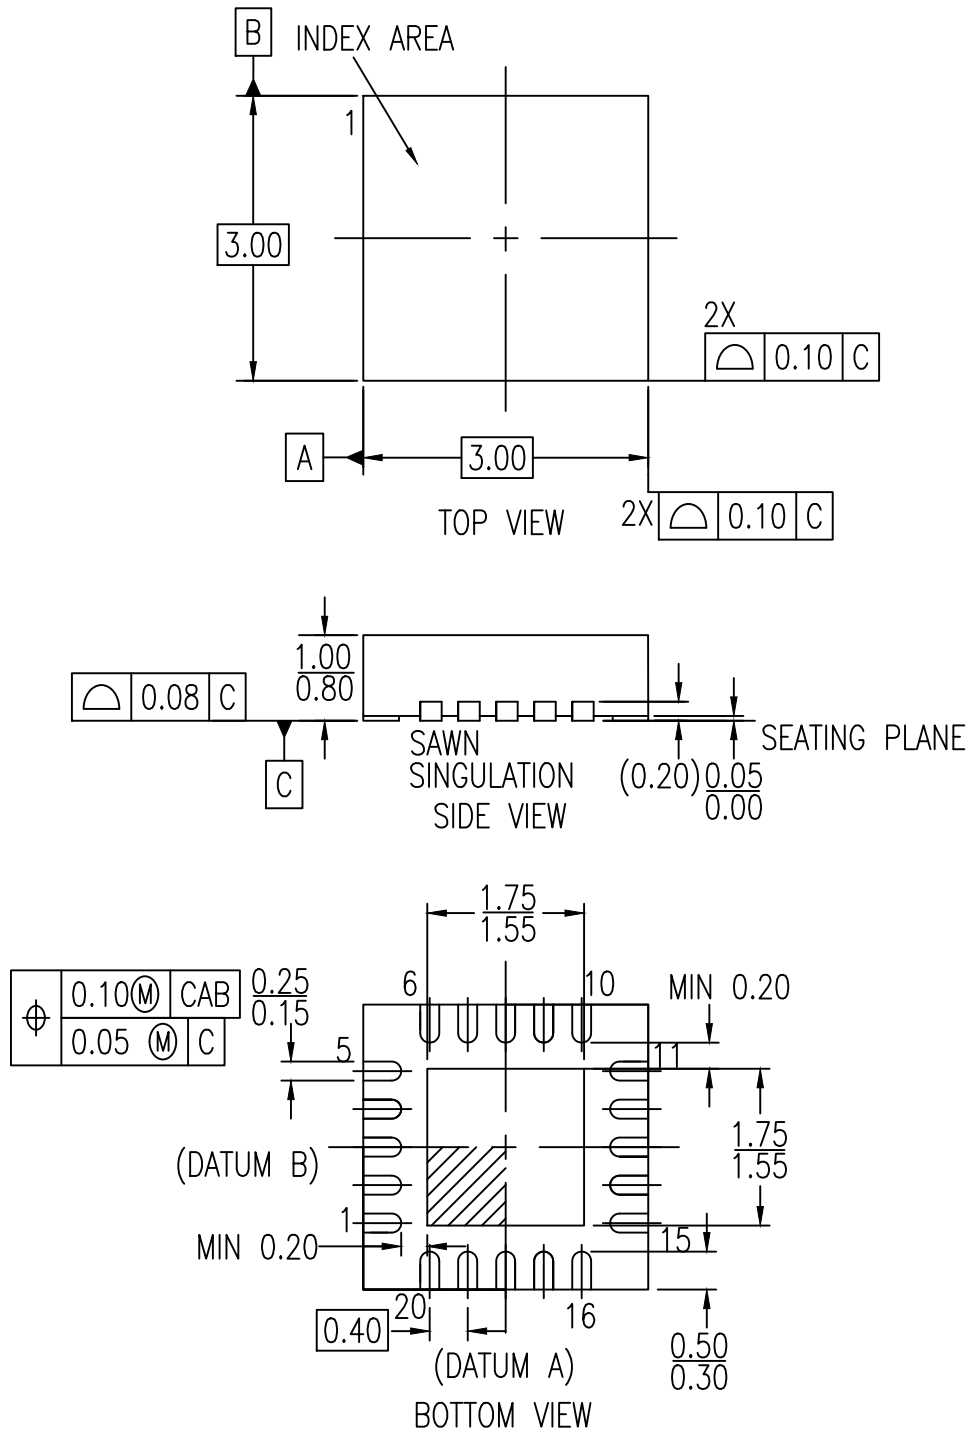 B
INDEX AREA
1
3.00
2X
0.10 C
A
3.00
2X 0.10 C
TOP VIEW
1.00
0.80
0.08 C
C
SAWN
SINGULATION
SIDE VIEW
SEATING PLANE
(0.20)
0.05
0.00
1.75
1.55
0.10 Ⓜ CAB
0.05 Ⓜ C
0.25
0.15
6
10
MIN 0.20
5
11
1.75
1.55
(DATUM B)
1
MIN 0.20
15
20
16
0.40
0.50
0.30
(DATUM A)
BOTTOM VIEW